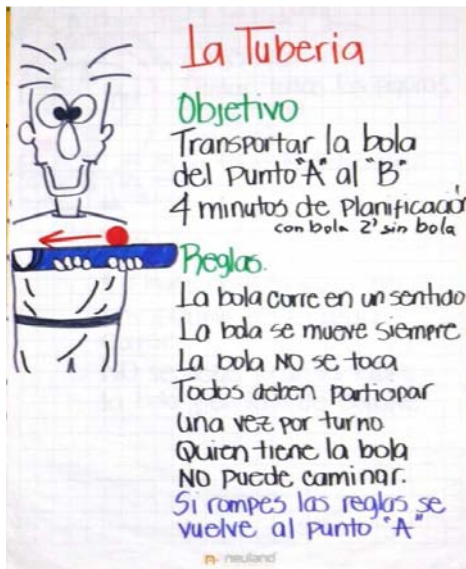 La Tuberia
Objetivo
Transportar la bola
del Punto "A" al "B"
4 minutos de Planificación
con bola 2' sin bola
Reglas.
La bola curre en un sentido
La bola se mueve siempre
La bola NO se toca
Todos deben participar
una vez por turno
Quien tiene la bola
NO puede caminar.
Si rompes las reglas se
vuelve al punto "A"
neuland